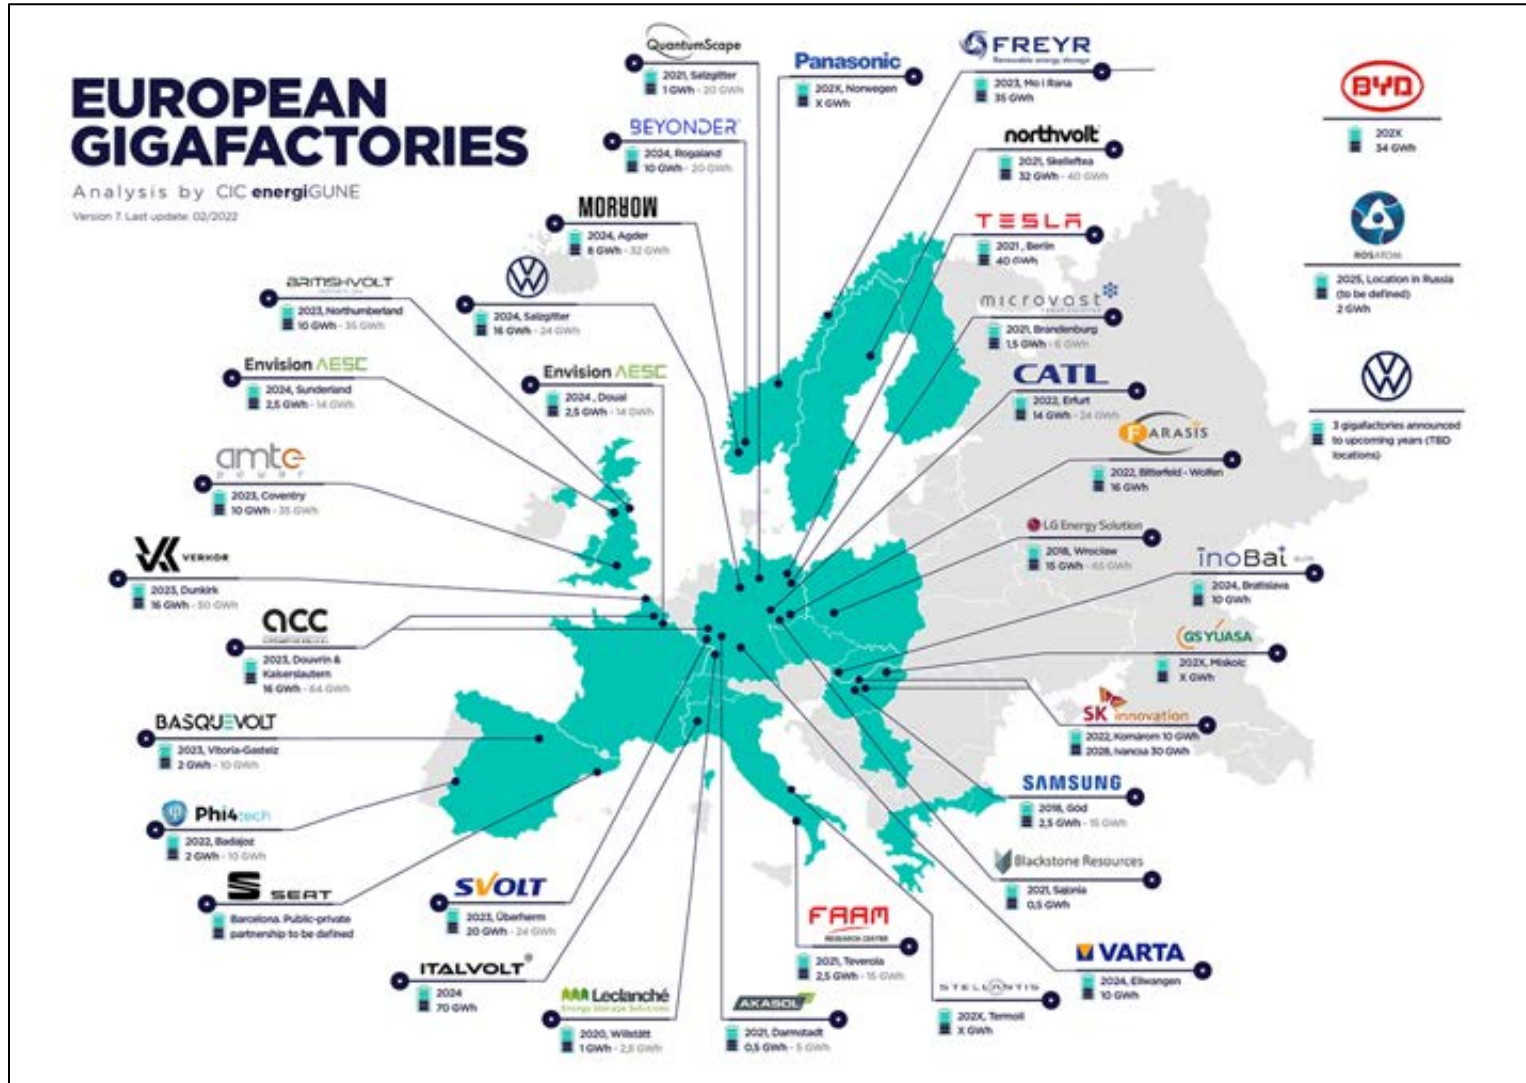 EUROPEAN
GIGAFACTORIES
Analysis by CIC energiGUNE
Version 7. Last update: 02/2022
QuantumScape
2021, Salzgitter
1 GWh - 20 GWh
BEYONDER
2024, Rogaland
10 GWh - 20 GWh
MORROW
2024, Agder
8 GWh - 32 GWh
2024, Salzgitter
16 GWh - 24 GWh
BRITISHVOLT
2023, Northumberland
10 GWh - 35 GWh
Envision AESC
2024, Sunderland
2,5 GWh - 14 GWh
Envision AESC
2024, Douai
2,5 GWh - 14 GWh
amte
power
2023, Coventry
10 GWh - 35 GWh
VERKOR
2023, Dunkirk
16 GWh - 50 GWh
acc
2023, Douvrin &
Kaiserslautern
16 GWh - 64 GWh
BASQUEVOLT
2023, Vitoria-Gasteiz
2 GWh - 10 GWh
Phi4tech
2022, Badajoz
2 GWh - 10 GWh
SEAT
Barcelona. Public-private
partnership to be defined
SVOLT
2023, Überherm
20 GWh - 24 GWh
ITALVOLT
2024
70 GWh
Leclanché
Energy Storage Solutions
2020, Willstätt
1 GWh - 2,5 GWh
AKASOL
2021, Darmstadt
0,5 GWh - 5 GWh
FAAM
RESEARCH CENTER
2021, Teverola
2,5 GWh - 15 GWh
STELLANTIS
202X, Termoli
X GWh
VARTA
2024, Ellwangen
10 GWh
Blackstone Resources
2021, Sajonia
0,5 GWh
SAMSUNG
2018, Göd
2,5 GWh - 15 GWh
SK innovation
2022, Komárom 10 GWh
2028, Ivancsa 30 GWh
GS YUASA
202X, Miskolc
X GWh
inoBat
2024, Bratislava
10 GWh
LG Energy Solution
2018, Wroclaw
15 GWh - 65 GWh
FARASIS
2022, Bitterfeld - Wolfen
16 GWh
CATL
2022, Erfurt
14 GWh - 24 GWh
microvast
2021, Brandenburg
1,5 GWh - 6 GWh
TESLA
2021, Berlin
40 GWh
northvolt
2021, Skelleftea
32 GWh - 40 GWh
FREYR
Renewable energy storage
2023, Mo i Rana
35 GWh
Panasonic
202X, Norwegen
X GWh
BYD
202X
34 GWh
ROSATOM
2025, Location in Russia
(to be defined)
2 GWh
3 gigafactories announced
to upcoming years (TBD
locations)